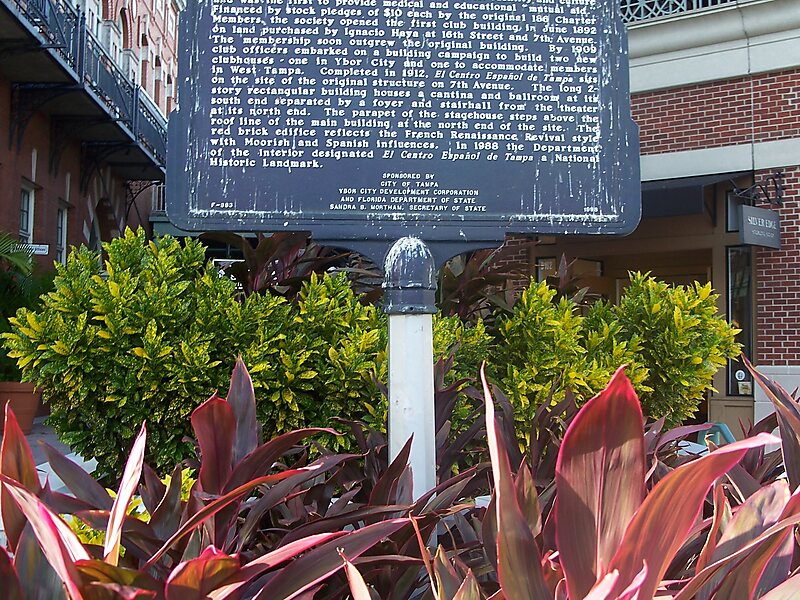 and was the first to provide medical and educational mutual aid.
Financed by stock pledges of $10 each by the original 186 Charter
Members, the society opened the first club building in June 1892
on land purchased by Ignacio Haya at 16th Street and 7th Avenue.
The membership soon outgrew the original building. By 1909
club officers embarked on a building campaign to build two new
clubhouses - one in Ybor City and one to accommodate members
in West Tampa. Completed in 1912, El Centro Español de Tampa sits
on the site of the original structure on 7th Avenue. The long 2-
story rectangular building houses a cantina and ballroom at its
south end separated by a foyer and stairhall from the theater
at its north end. The parapet of the stagehouse steps above the
roof line of the main building at the north end of the site. The
red brick edifice reflects the French Renaissance Revival style
with Moorish and Spanish influences. In 1988 the Department
of the interior designated El Centro Español de Tampa a National
Historic Landmark.
SPONSORED BY
CITY OF TAMPA
YBOR CITY DEVELOPMENT CORPORATION
AND FLORIDA DEPARTMENT OF STATE
F-383
SANDRA B. MORTHAM, SECRETARY OF STATE
1998
SILVER EDGE